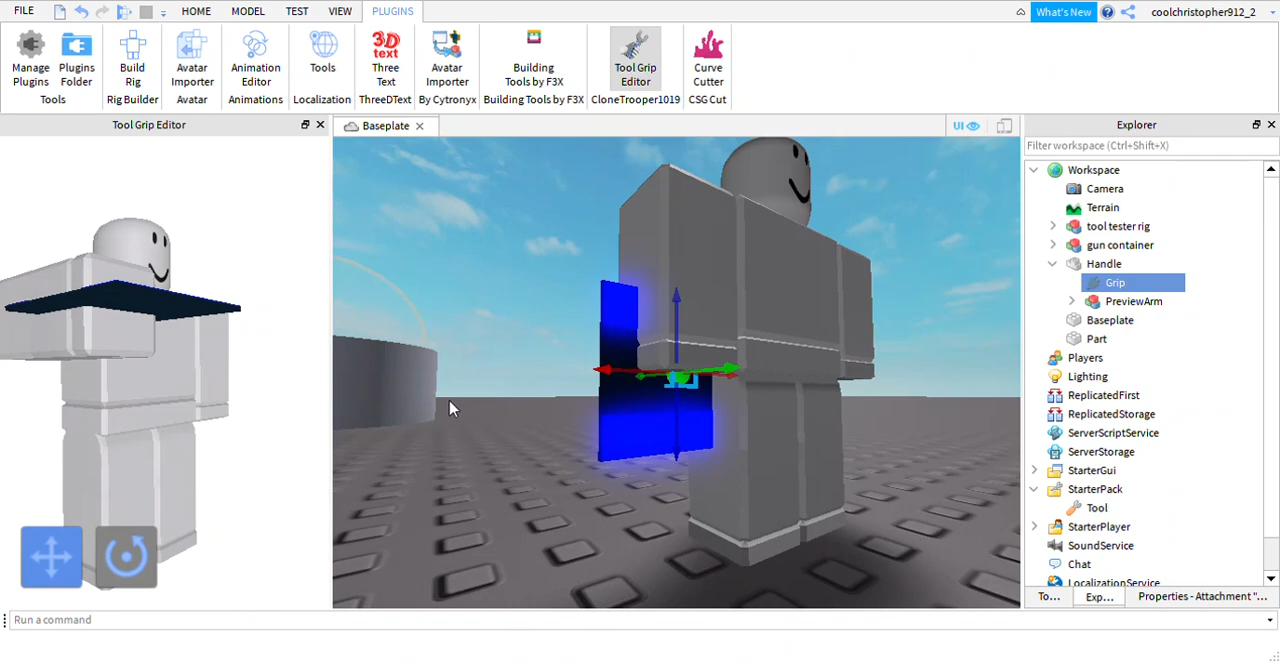 FILE HOME MODEL TEST VIEW PLUGINS What's New coolchristopher912_2
Manage Plugins
Plugins Folder
Tools
Build Rig
Rig Builder
Avatar Importer
Avatar
Animation Editor
Animations
Tools
Localization
3D text
Three Text
ThreeDText
Avatar Importer
By Cytronyx
Building Tools by F3X
Building Tools by F3X
Tool Grip Editor
CloneTrooper1019
Curve Cutter
CSG Cut
Tool Grip Editor
Baseplate
UI
Explorer
Filter workspace (Ctrl+Shift+X)
Workspace
Camera
Terrain
tool tester rig
gun container
Handle
Grip
PreviewArm
Baseplate
Part
Players
Lighting
ReplicatedFirst
ReplicatedStorage
ServerScriptService
ServerStorage
StarterGui
StarterPack
Tool
StarterPlayer
SoundService
Chat
LocalizationService
To... Exp... Properties - Attachment "...
Run a command